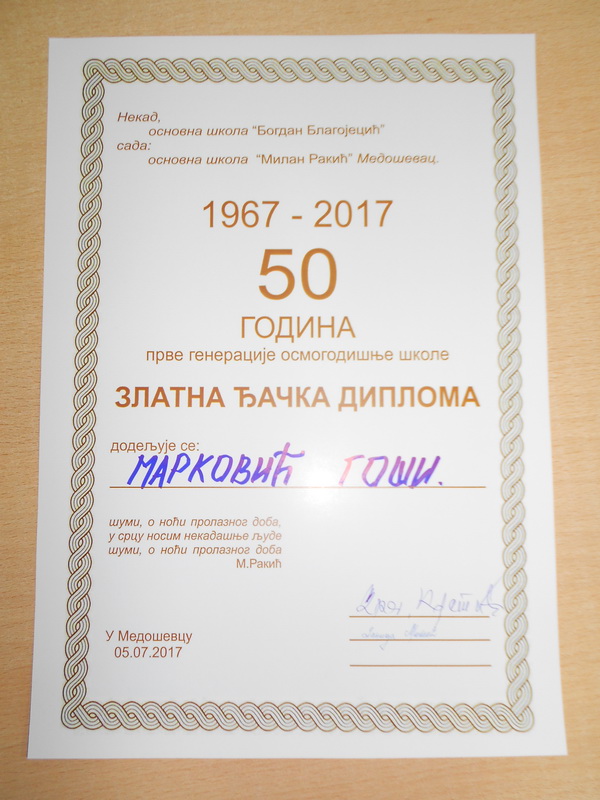 Некад,
основна школа “Богдан Благојецић”
сада:
основна школа “Милан Ракић” Медошевац.
1967 - 2017
50
ГОДИНА
прве генерације осмогодишње школе
ЗЛАТНА ЂАЧКА ДИПЛОМА
додељује се:
МАРКОВИЋ ГОШИ.
шуми, о ноћи пролазног доба,
у срцу носим некадашње људе
шуми, о ноћи пролазног доба
М.Ракић
У Медошевцу
05.07.2017